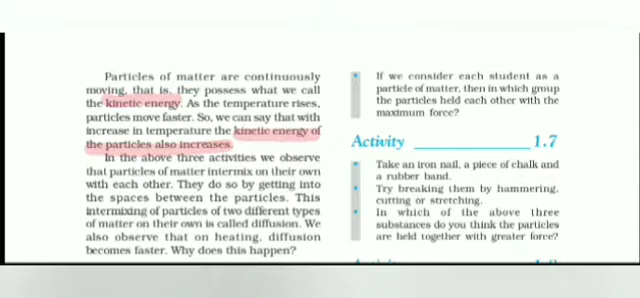 Particles of matter are continuously
moving, that is, they possess what we call
the kinetic energy. As the temperature rises,
particles move faster. So, we can say that with
increase in temperature the kinetic energy of
the particles also increases.
In the above three activities we observe
that particles of matter intermix on their own
with each other. They do so by getting into
the spaces between the particles. This
intermixing of particles of two different types
of matter on their own is called diffusion. We
also observe that on heating, diffusion
becomes faster. Why does this happen?
• If we consider each student as a
particle of matter, then in which group
the particles held each other with the
maximum force?
Activity 1.7
• Take an iron nail, a piece of chalk and
a rubber band.
• Try breaking them by hammering,
cutting or stretching.
• In which of the above three
substances do you think the particles
are held together with greater force?